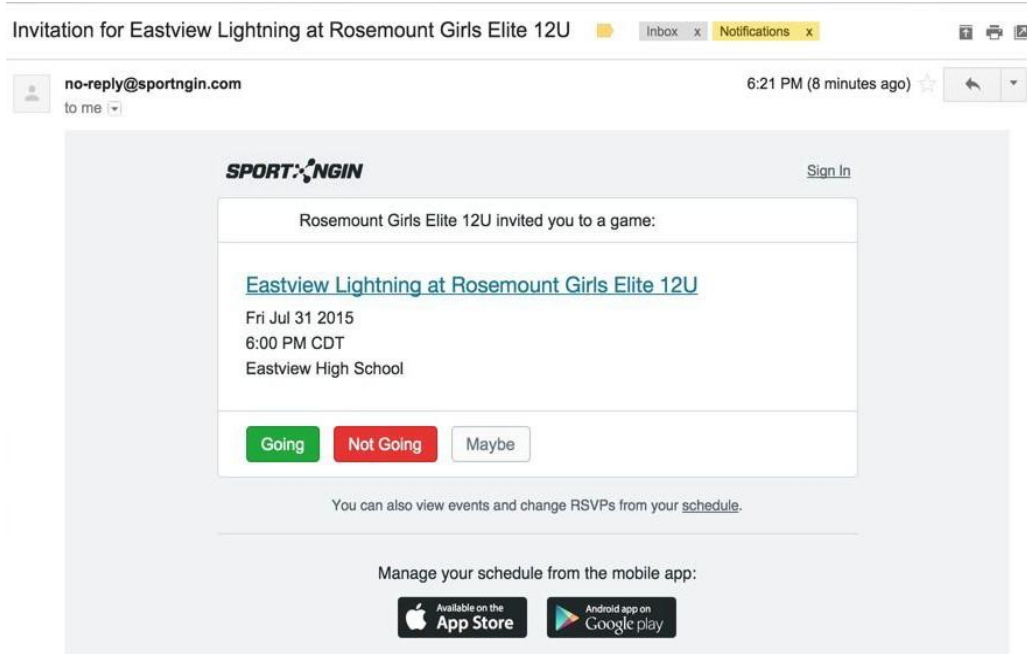 Invitation for Eastview Lightning at Rosemount Girls Elite 12U Inbox x Notifications x
no-reply@sportngin.com 6:21 PM (8 minutes ago)
to me
SPORT NGIN Sign In
Rosemount Girls Elite 12U invited you to a game:
Eastview Lightning at Rosemount Girls Elite 12U
Fri Jul 31 2015
6:00 PM CDT
Eastview High School
Going Not Going Maybe
You can also view events and change RSVPs from your schedule.
Manage your schedule from the mobile app:
Available on the Android app on
App Store Google play